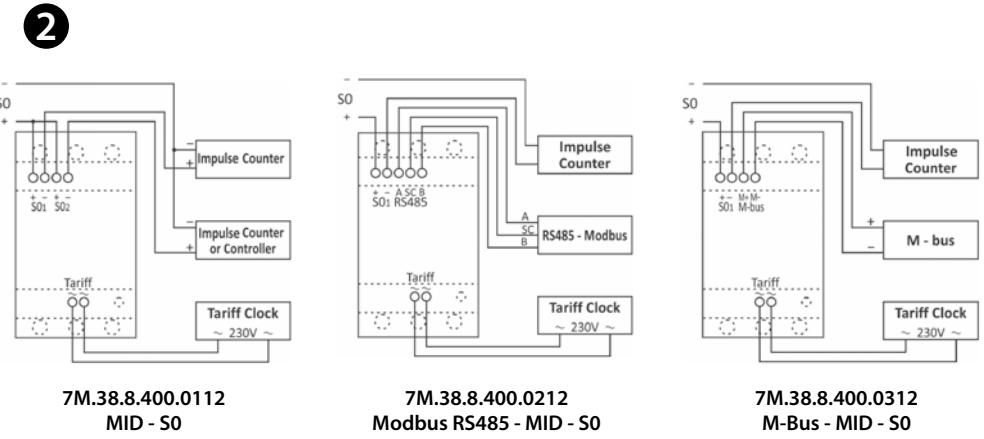 2
−
S0
+
−
Impulse Counter
+
+ − + −
S01 S02
−
Impulse Counter
or Controller
+
Tariff
~ ~
Tariff Clock
~ 230V ~
7M.38.8.400.0112
MID - S0
−
S0
+
Impulse
Counter
+ − A SC B
S01 RS485
A
SC
B
RS485 - Modbus
Tariff
~ ~
Tariff Clock
~ 230V ~
7M.38.8.400.0212
Modbus RS485 - MID - S0
−
S0
+
Impulse
Counter
+ − M+ M-
S01 M-bus
+
M - bus
−
Tariff
~ ~
Tariff Clock
~ 230V ~
7M.38.8.400.0312
M-Bus - MID - S0